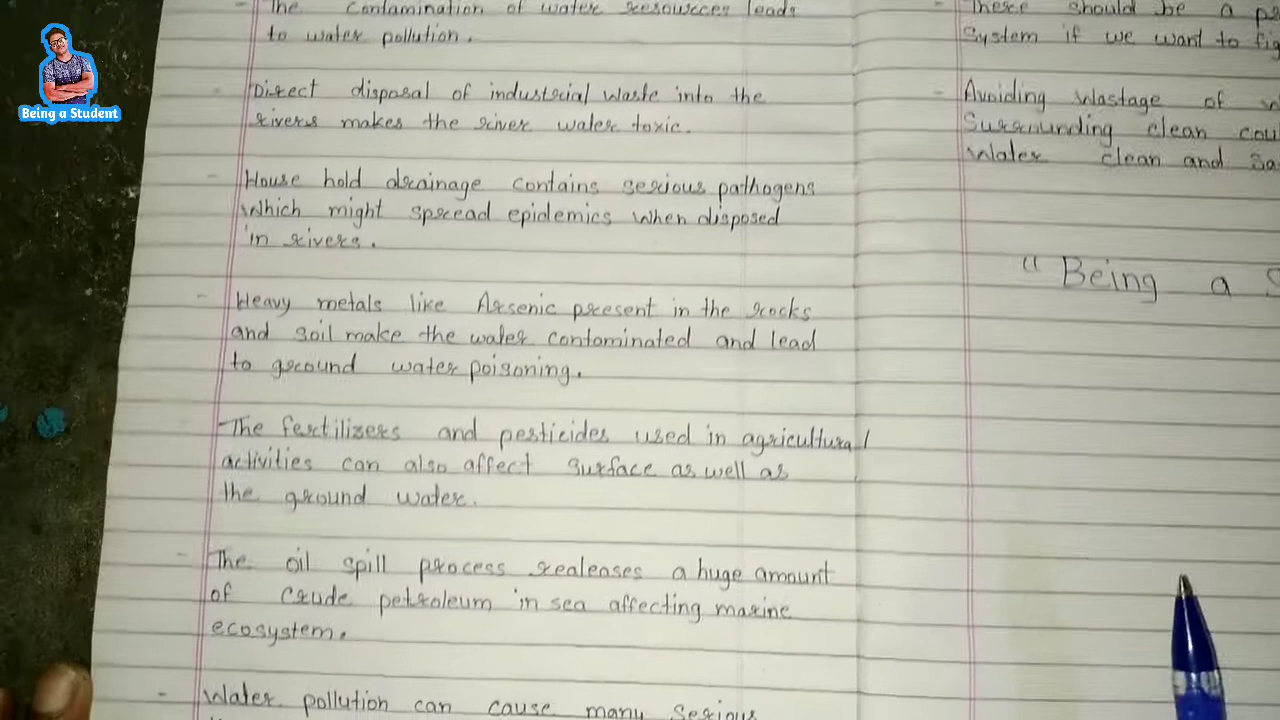 Being a Student
- The Contamination of water resources leads
to water pollution.
- Direct disposal of industrial waste into the
rivers makes the river water toxic.
- House hold drainage contains serious pathogens
Which might spread epidemics when disposed
in rivers.
- Heavy metals like Arsenic present in the rocks
and soil make the water contaminated and lead
to ground water poisoning.
- The fertilizers and pesticides used in agricultural
activities can also affect surface as well as
the ground water.
- The oil spill process realeases a huge amount
of crude petroleum in sea affecting marine
ecosystem.
- Water pollution can cause many serious
- There should be a
System if we want to
- Avoiding Wastage of
Surrounding clean
Water clean and
" Being a S